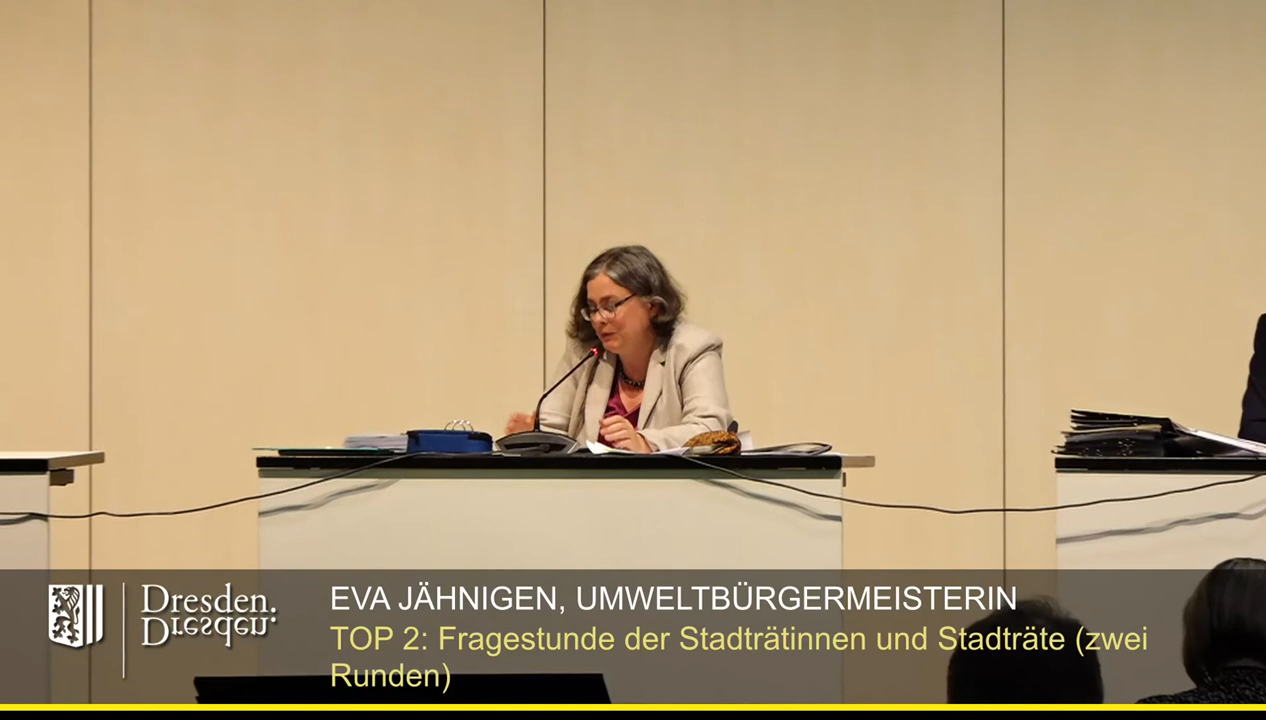 Dresden.
Dresden.
EVA JÄHNIGEN, UMWELTBÜRGERMEISTERIN
TOP 2: Fragestunde der Stadträtinnen und Stadträte (zwei
Runden)